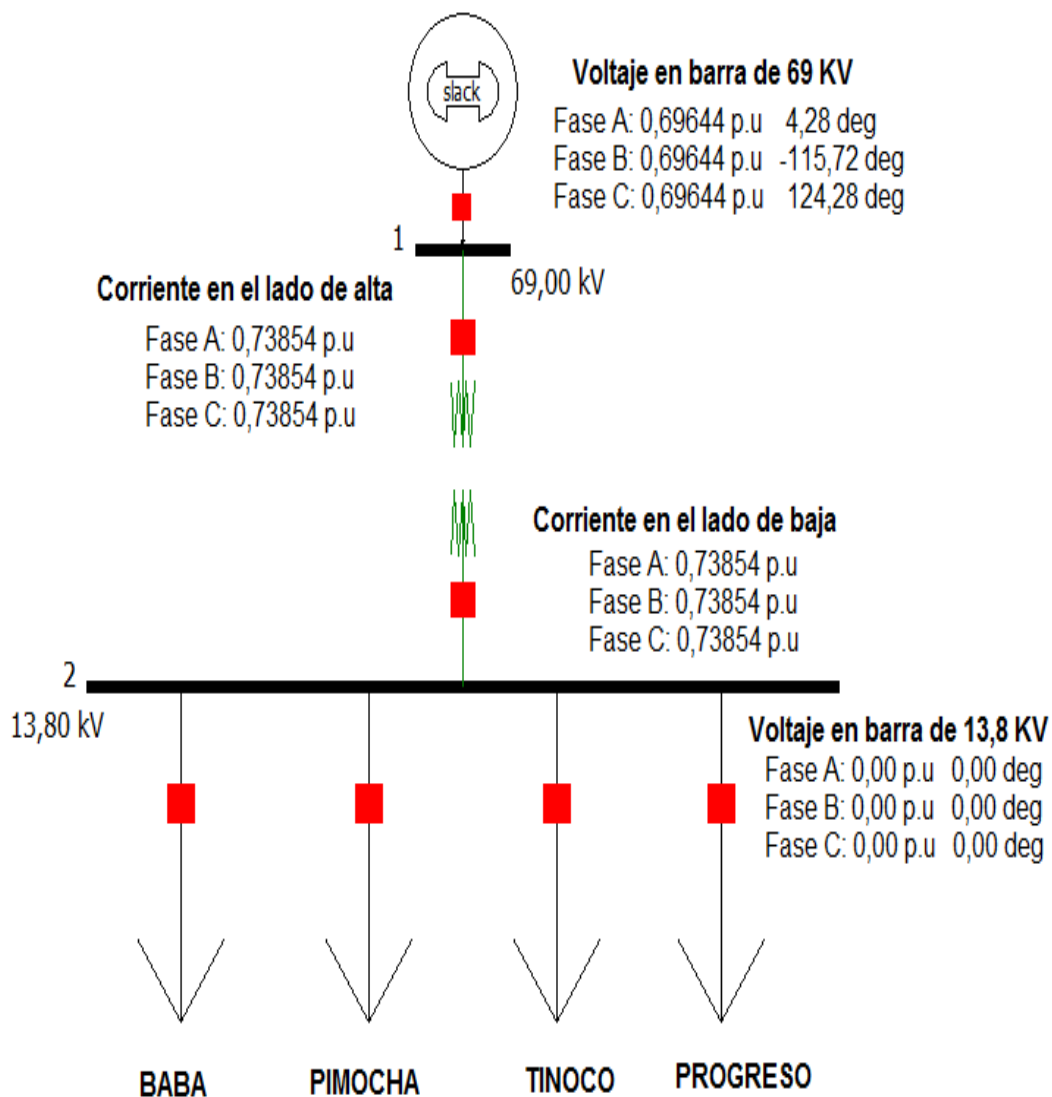 slack
Voltaje en barra de 69 KV
Fase A: 0,69644 p.u 4,28 deg
Fase B: 0,69644 p.u -115,72 deg
Fase C: 0,69644 p.u 124,28 deg
1
69,00 kV
Corriente en el lado de alta
Fase A: 0,73854 p.u
Fase B: 0,73854 p.u
Fase C: 0,73854 p.u
Corriente en el lado de baja
Fase A: 0,73854 p.u
Fase B: 0,73854 p.u
Fase C: 0,73854 p.u
2
13,80 kV
Voltaje en barra de 13,8 KV
Fase A: 0,00 p.u 0,00 deg
Fase B: 0,00 p.u 0,00 deg
Fase C: 0,00 p.u 0,00 deg
BABA PIMOCHA TINOCO PROGRESO